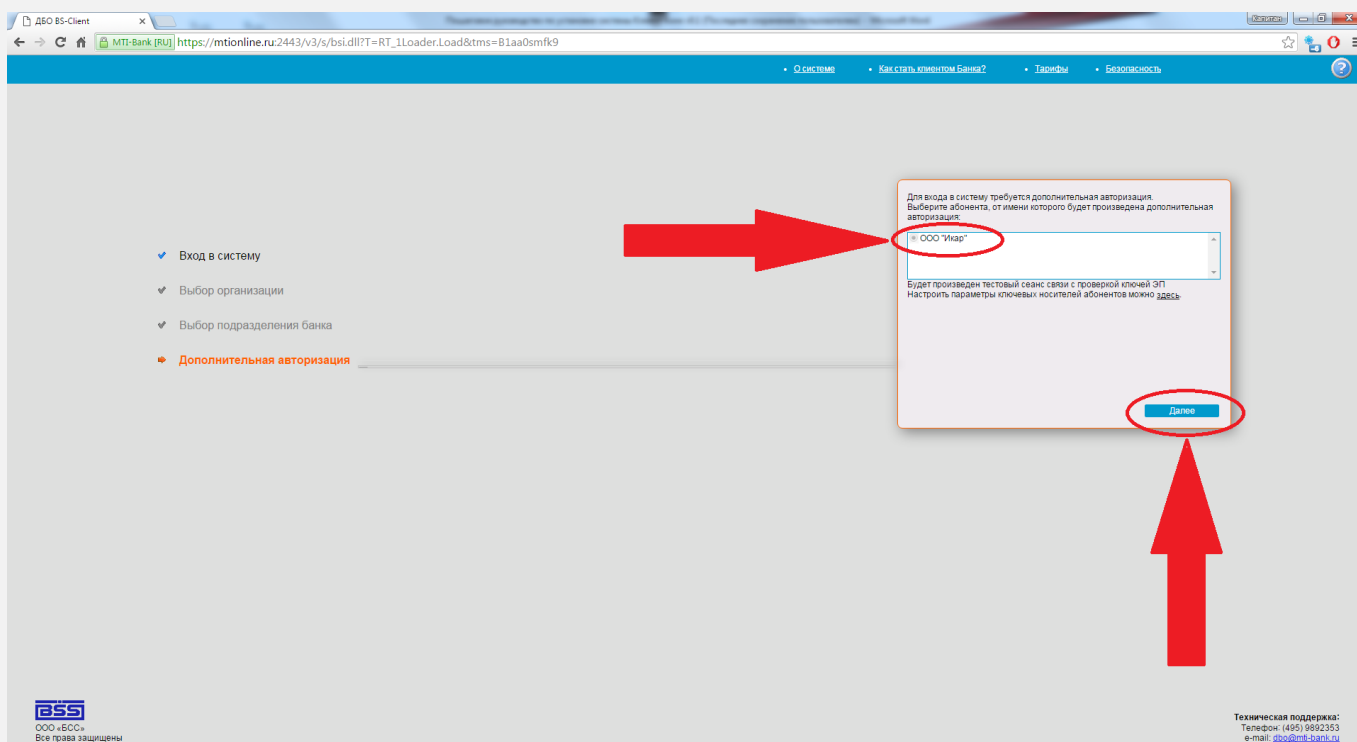 ДБО BS-Client
Капитан
MTI-Bank [RU] https://mtionline.ru:2443/v3/s/bsi.dll?T=RT_1Loader.Load&tms=B1aa0smfk9
• О системе • Как стать клиентом Банка? • Тарифы • Безопасность
Для входа в систему требуется дополнительная авторизация.
Выберите абонента, от имени которого будет произведена дополнительная
авторизация:
ООО "Икар"
Будет произведен тестовый сеанс связи с проверкой ключей ЭП
Настроить параметры ключевых носителей абонентов можно здесь.
Далее
Вход в систему
Выбор организации
Выбор подразделения банка
Дополнительная авторизация
BSS
ООО «БСС»
Все права защищены
Техническая поддержка:
Телефон: (495) 9892353
e-mail: dbo@mti-bank.ru